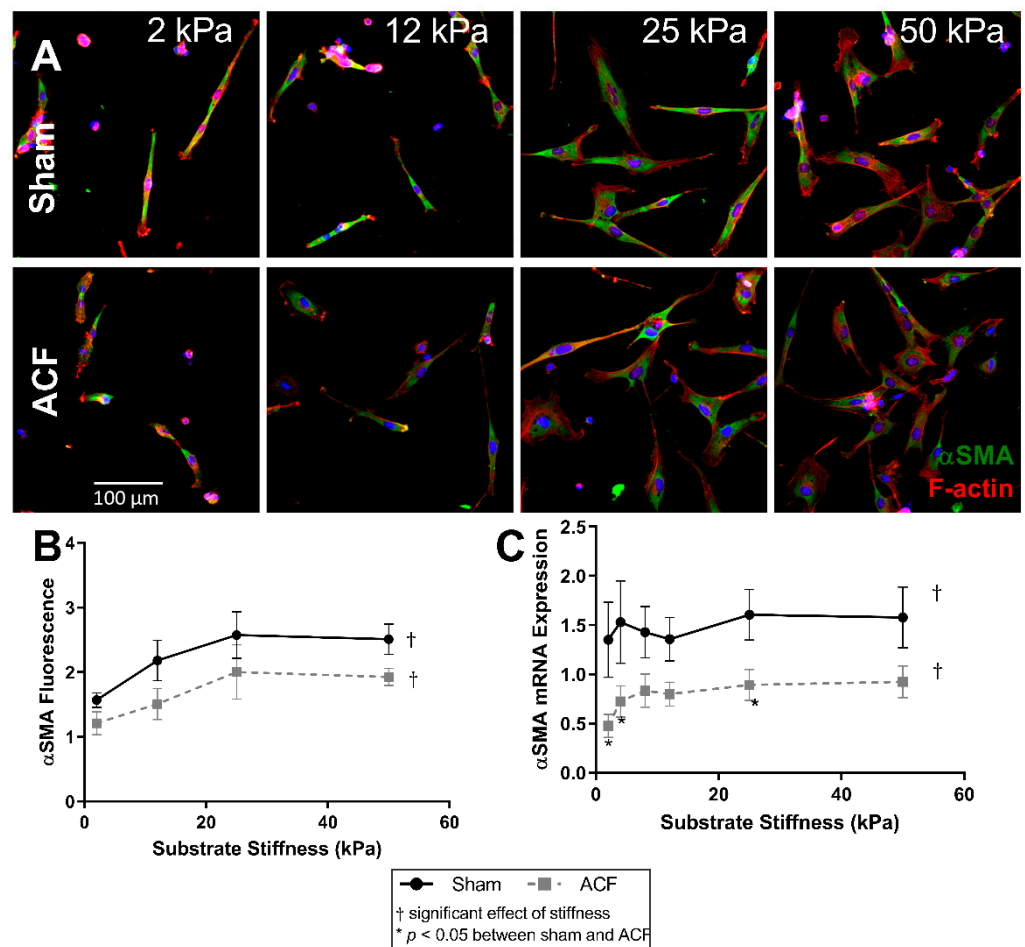 A
2 kPa
12 kPa
25 kPa
50 kPa
Sham
ACF
100 µm
αSMA
F-actin
B
4
3
2
1
0
αSMA Fluorescence
†
†
0
20
40
60
Substrate Stiffness (kPa)
C
2.5
2.0
1.5
1.0
0.5
0.0
αSMA mRNA Expression
†
†
*
*
*
0
20
40
60
Substrate Stiffness (kPa)
Sham
ACF
† significant effect of stiffness
* p < 0.05 between sham and ACF